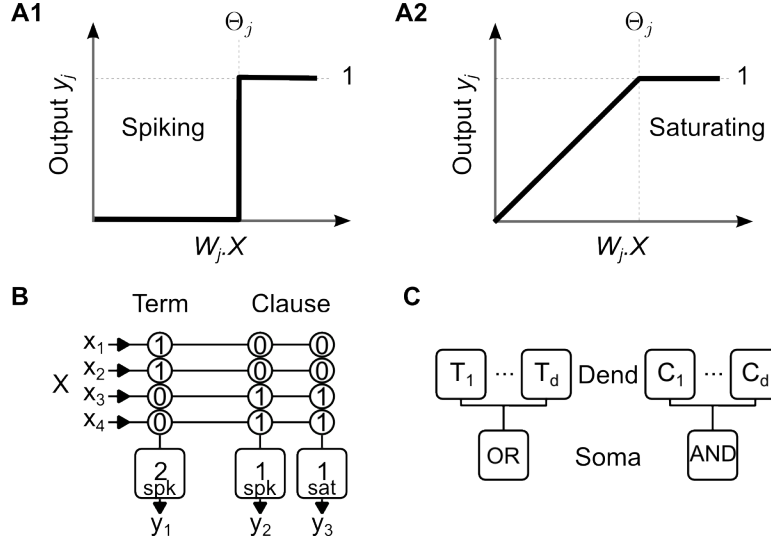 A1
Θj
Output yj
1
Spiking
Wj.X
A2
Θj
Output yj
1
Saturating
Wj.X
B
Term Clause
X
x1 1 0 0
x2 1 0 0
x3 0 1 1
x4 0 1 1
2 1 1
spk spk sat
y1 y2 y3
C
T1 ... Td Dend C1 ... Cd
OR Soma AND